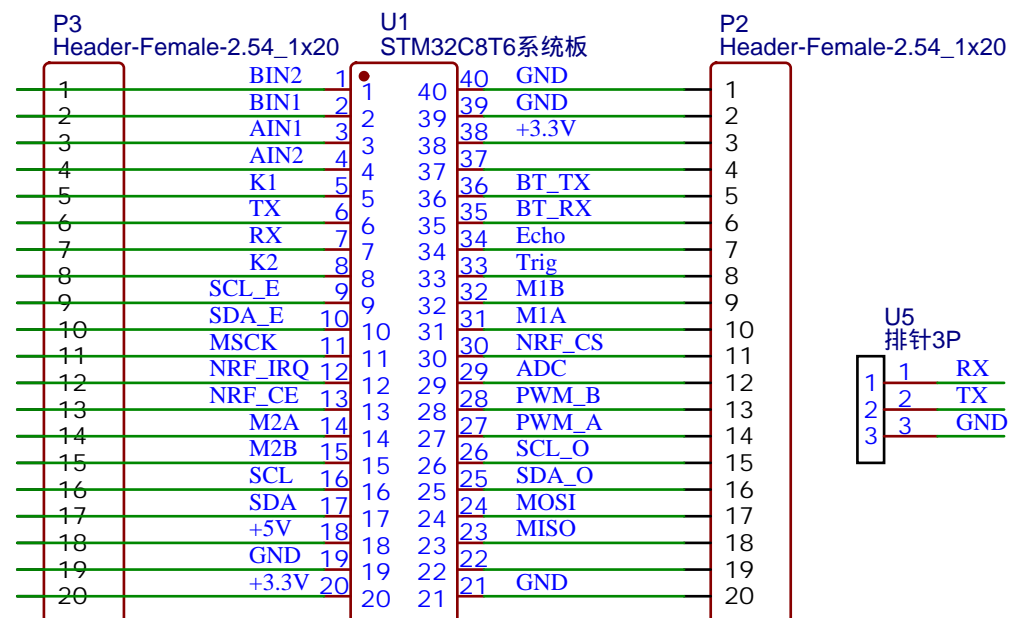 P3
Header-Female-2.54_1x20
U1
STM32C8T6系统板
P2
Header-Female-2.54_1x20
1 BIN2 1 1 40 40 GND 1
2 BIN1 2 2 39 39 GND 2
3 AIN1 3 3 38 38 +3.3V 3
4 AIN2 4 4 37 37 4
5 K1 5 5 36 36 BT_TX 5
6 TX 6 6 35 35 BT_RX 6
7 RX 7 7 34 34 Echo 7
8 K2 8 8 33 33 Trig 8
9 SCL_E 9 9 32 32 M1B 9
10 SDA_E 10 10 31 31 M1A 10
11 MSCK 11 11 30 30 NRF_CS 11
12 NRF_IRQ 12 12 29 29 ADC 12
13 NRF_CE 13 13 28 28 PWM_B 13
14 M2A 14 14 27 27 PWM_A 14
15 M2B 15 15 26 26 SCL_O 15
16 SCL 16 16 25 25 SDA_O 16
17 SDA 17 17 24 24 MOSI 17
18 +5V 18 18 23 23 MISO 18
19 GND 19 19 22 22 19
20 +3.3V 20 20 21 21 GND 20
U5
排针3P
1 1 RX
2 2 TX
3 3 GND